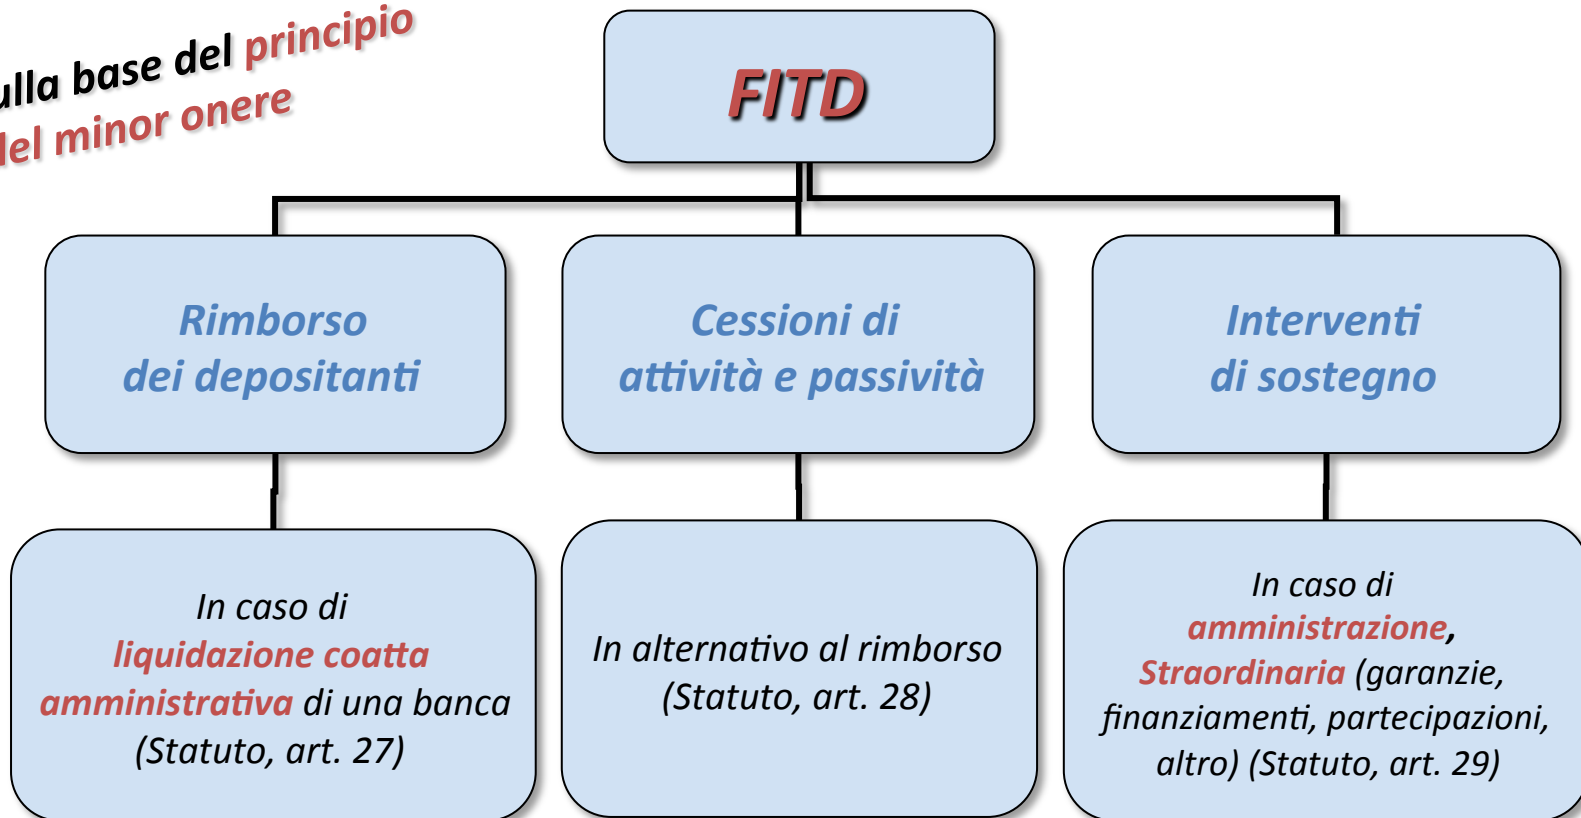 ulla base del principio
del minor onere
FITD
Rimborso
dei depositanti
Cessioni di
attività e passività
Interventi
di sostegno
In caso di
liquidazione coatta
amministrativa di una banca
(Statuto, art. 27)
In alternativo al rimborso
(Statuto, art. 28)
In caso di
amministrazione,
Straordinaria (garanzie,
finanziamenti, partecipazioni,
altro) (Statuto, art. 29)